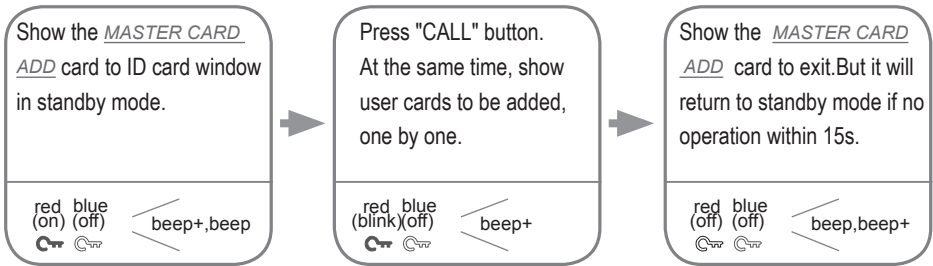 Show the MASTER CARD
ADD card to ID card window
in standby mode.
red blue
(on) (off)
beep+,beep
Press "CALL" button.
At the same time, show
user cards to be added,
one by one.
red blue
(blink)(off)
beep+
Show the MASTER CARD
ADD card to exit.But it will
return to standby mode if no
operation within 15s.
red blue
(off) (off)
beep,beep+